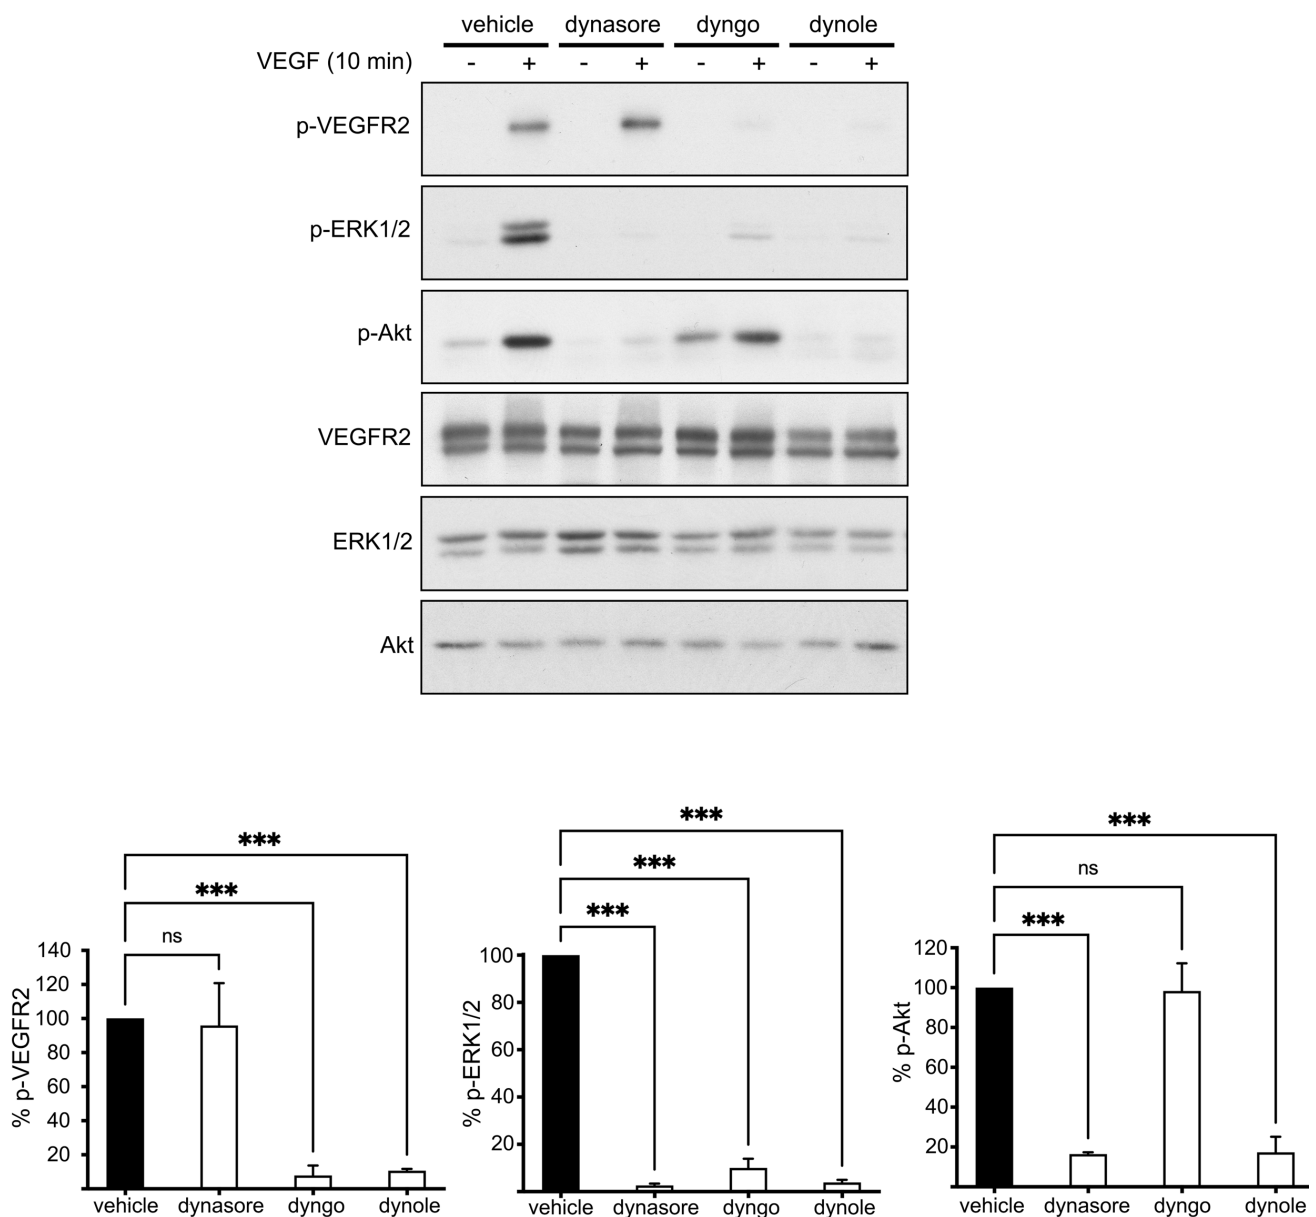 vehicle dynasore dyngo dynole
VEGF (10 min) - + - + - + - +
p-VEGFR2
p-ERK1/2
p-Akt
VEGFR2
ERK1/2
Akt
% p-VEGFR2
140
120
100
80
60
40
20
ns
***
***
vehicle dynasore dyngo dynole
% p-ERK1/2
100
80
60
40
20
***
***
***
vehicle dynasore dyngo dynole
% p-Akt
120
100
80
60
40
20
***
ns
***
vehicle dynasore dyngo dynole